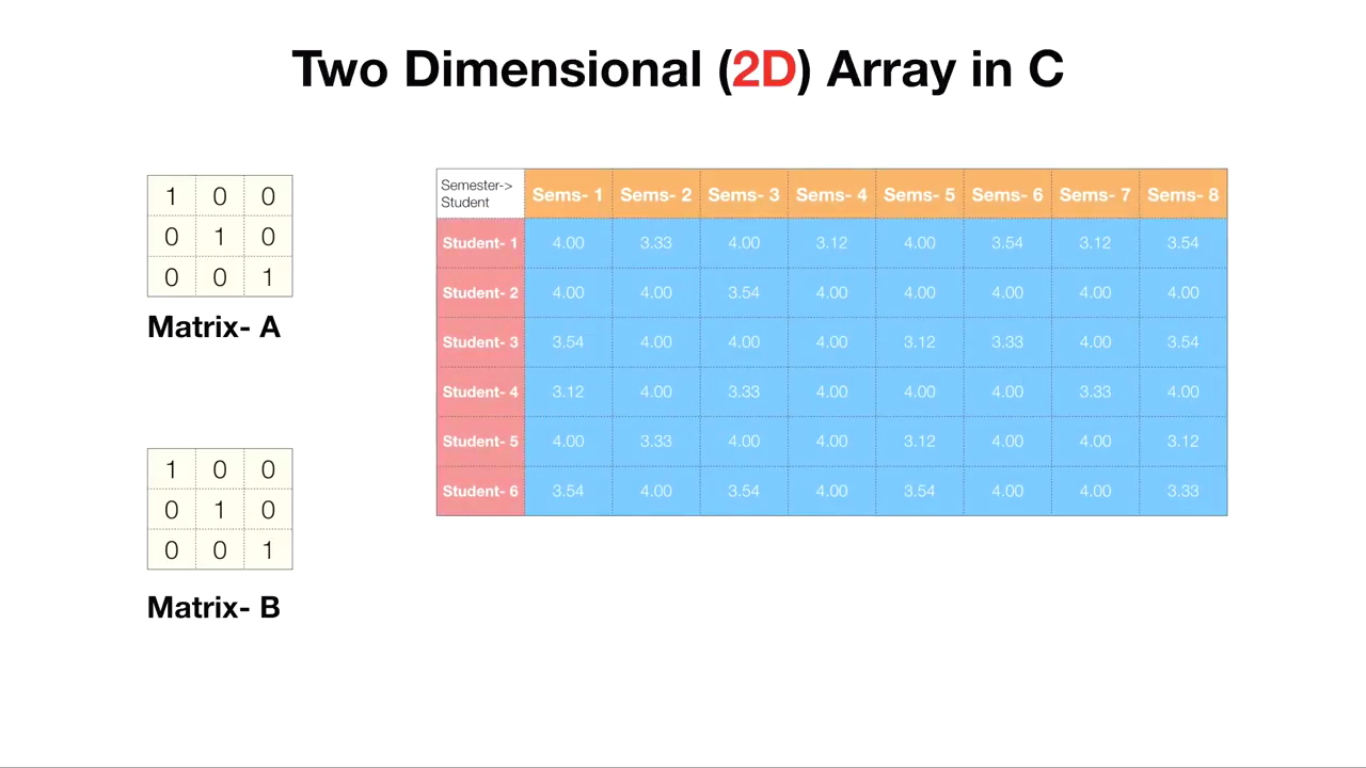 Two Dimensional (2D) Array in C
1 0 0
0 1 0
0 0 1
Matrix- A
1 0 0
0 1 0
0 0 1
Matrix- B
Semester->
Student
Sems- 1 Sems- 2 Sems- 3 Sems- 4 Sems- 5 Sems- 6 Sems- 7 Sems- 8
Student- 1 4.00 3.33 4.00 3.12 4.00 3.54 3.12 3.54
Student- 2 4.00 4.00 3.54 4.00 4.00 4.00 4.00 4.00
Student- 3 3.54 4.00 4.00 4.00 3.12 3.33 4.00 3.54
Student- 4 3.12 4.00 3.33 4.00 4.00 4.00 3.33 4.00
Student- 5 4.00 3.33 4.00 4.00 3.12 4.00 4.00 3.12
Student- 6 3.54 4.00 3.54 4.00 3.54 4.00 4.00 3.33